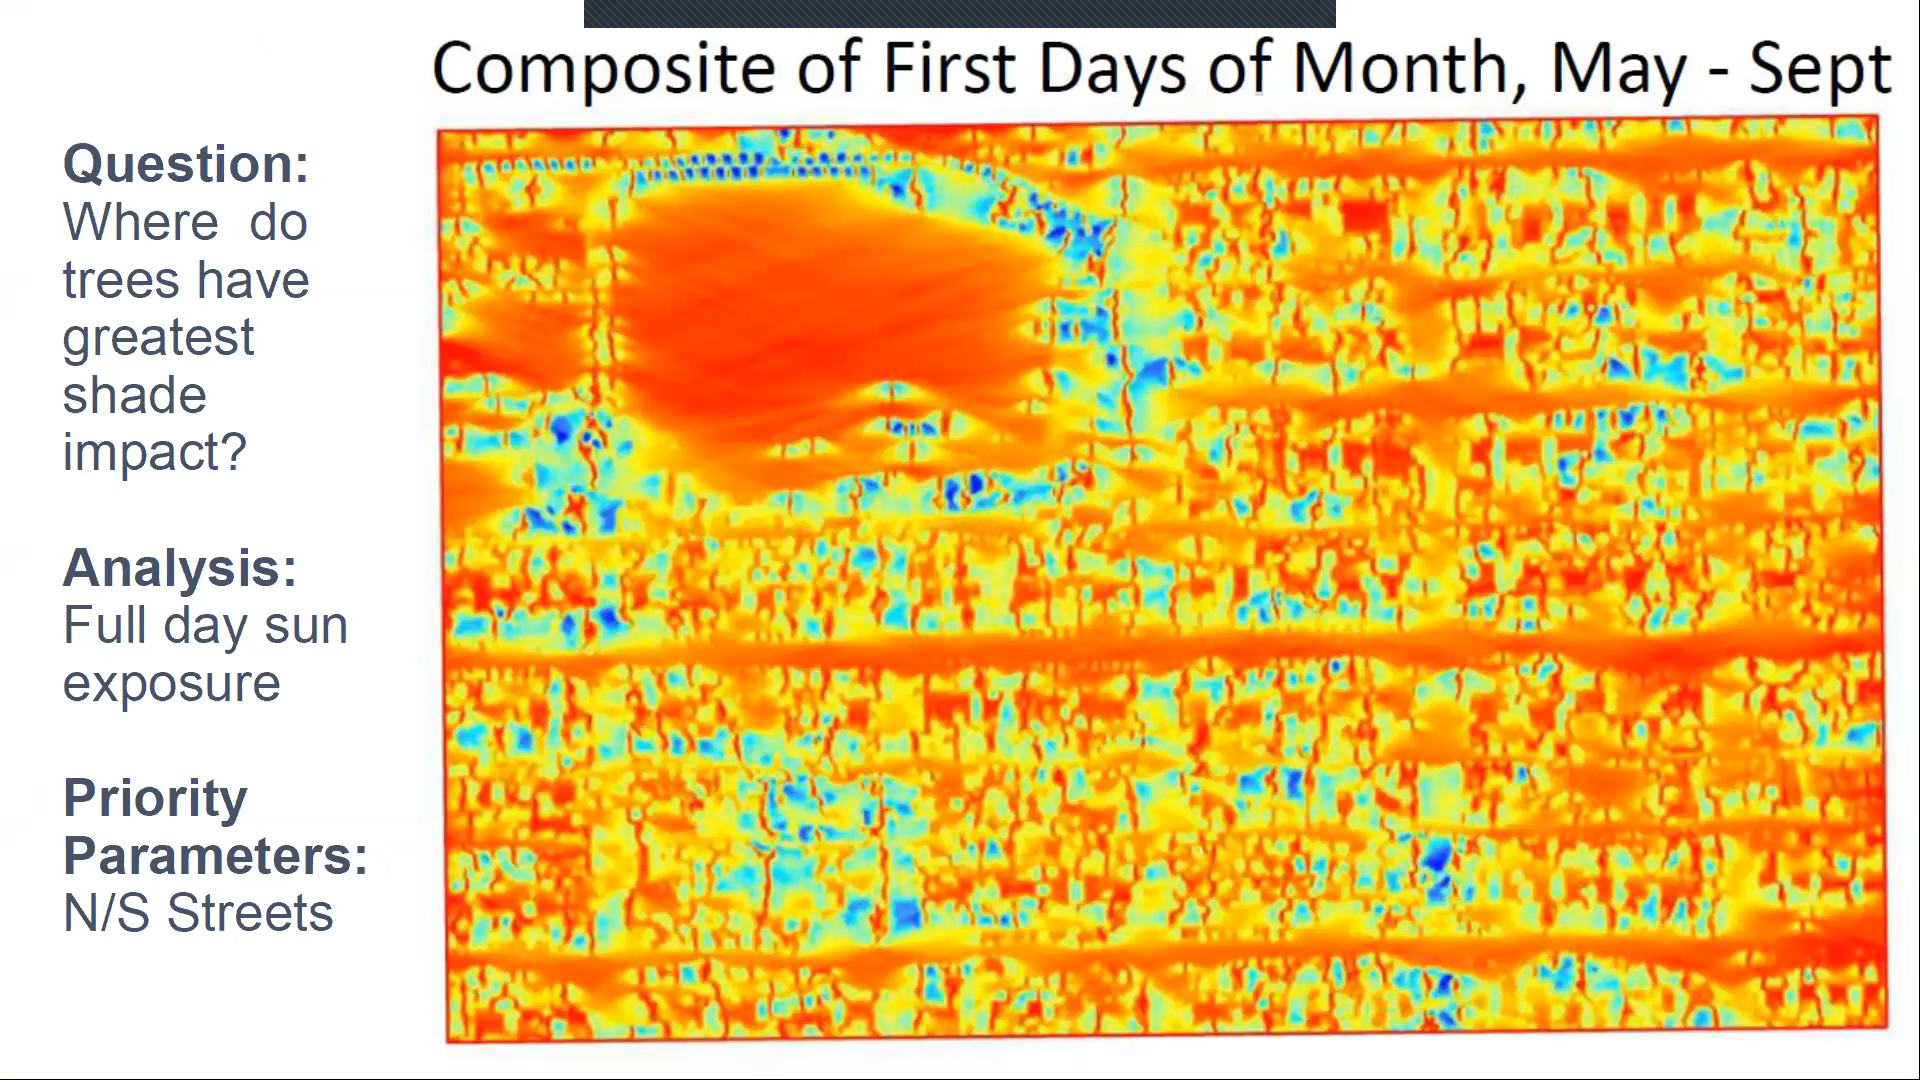 Composite of First Days of Month, May - Sept
Question:
Where do
trees have
greatest
shade
impact?
Analysis:
Full day sun
exposure
Priority
Parameters:
N/S Streets